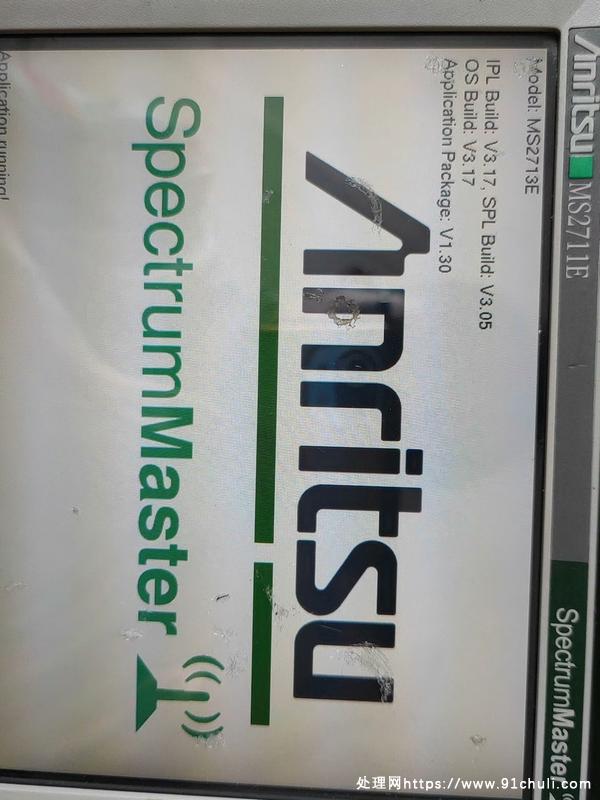 Anritsu MS2711E
SpectrumMaster
Model: MS2713E
IPL Build: V3.17, SPL Build: V3.05
OS Build: V3.17
Application Package: V1.30
Anritsu
SpectrumMaster
Application running!
处理网https://www.91chuli.com/